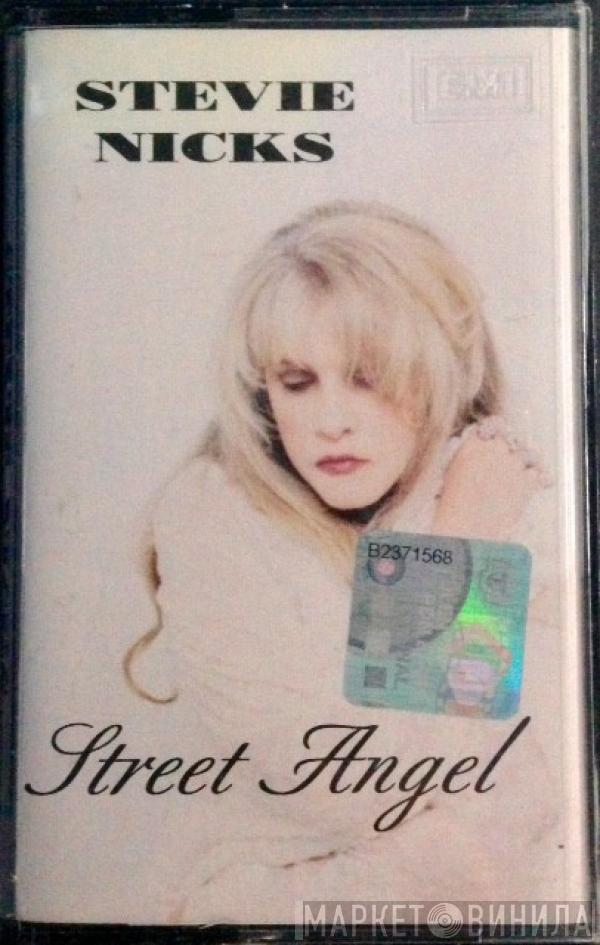 STEVIE
NICKS
EMI
B2371568
Street Angel
МАРКЕТ ВИНИЛА